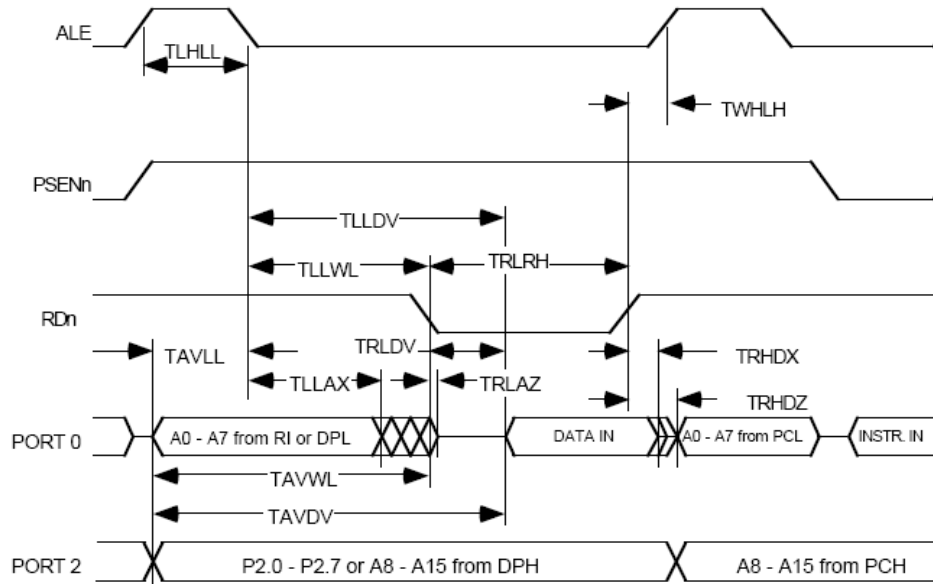 ALE
TLHLL
TWHLH
PSENn
TLLDV
TLLWL
TRLRH
RDn
TAVLL
TRLDV
TRHDX
TLLAX
TRLAZ
TRHDZ
PORT 0
A0 - A7 from RI or DPL
DATA IN
A0 - A7 from PCL
INSTR. IN
TAVWL
TAVDV
PORT 2
P2.0 - P2.7 or A8 - A15 from DPH
A8 - A15 from PCH